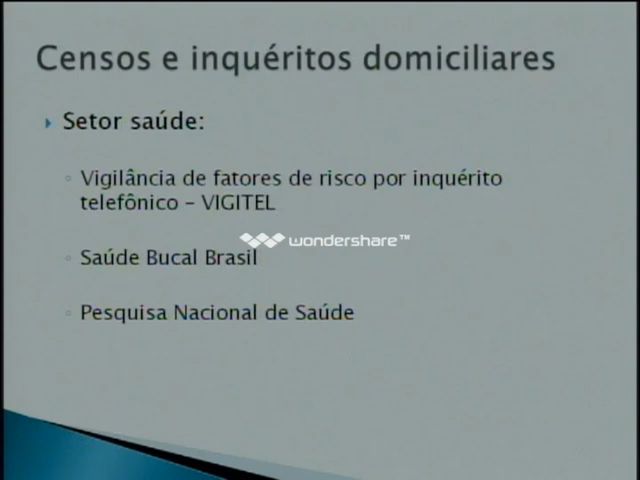 Censos e inquéritos domiciliares
Setor saúde:
Vigilância de fatores de risco por inquérito
telefônico – VIGITEL
wondershare™
Saúde Bucal Brasil
Pesquisa Nacional de Saúde